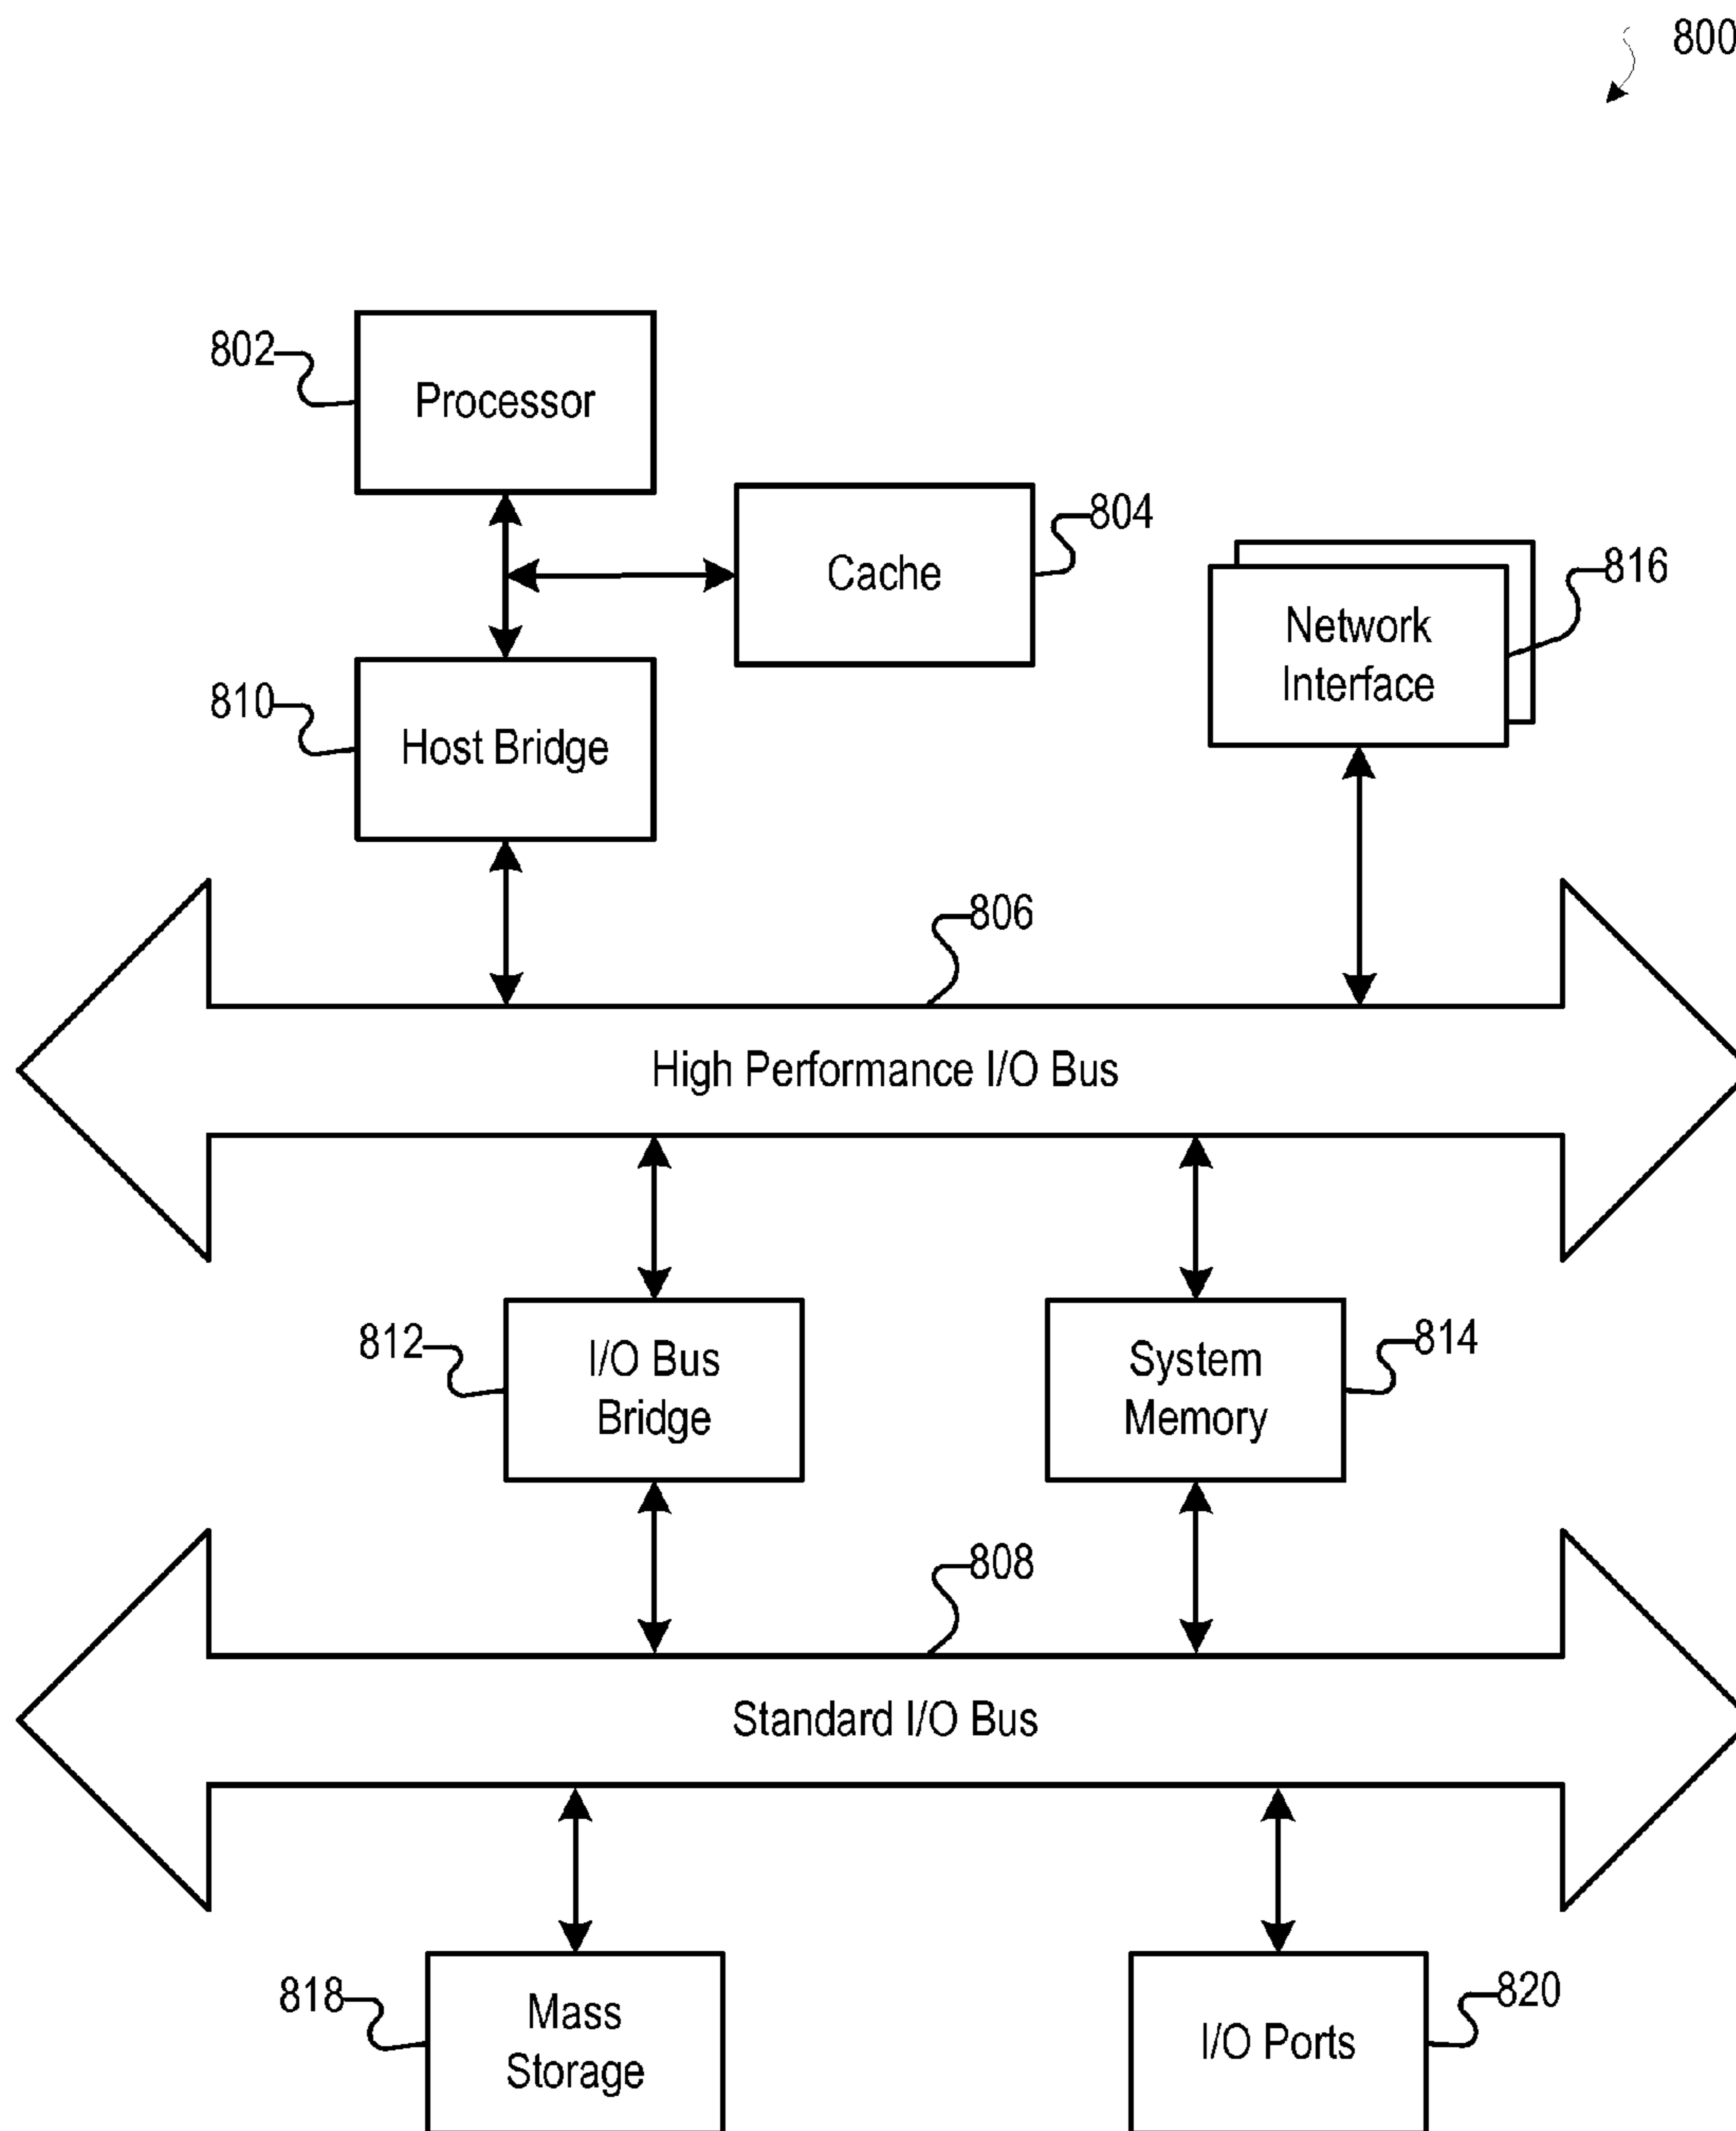 800
802
Processor
804
Cache
816
Network
Interface
810
Host Bridge
806
High Performance I/O Bus
812
I/O Bus
Bridge
System
Memory
814
808
Standard I/O Bus
818
Mass
Storage
I/O Ports
820